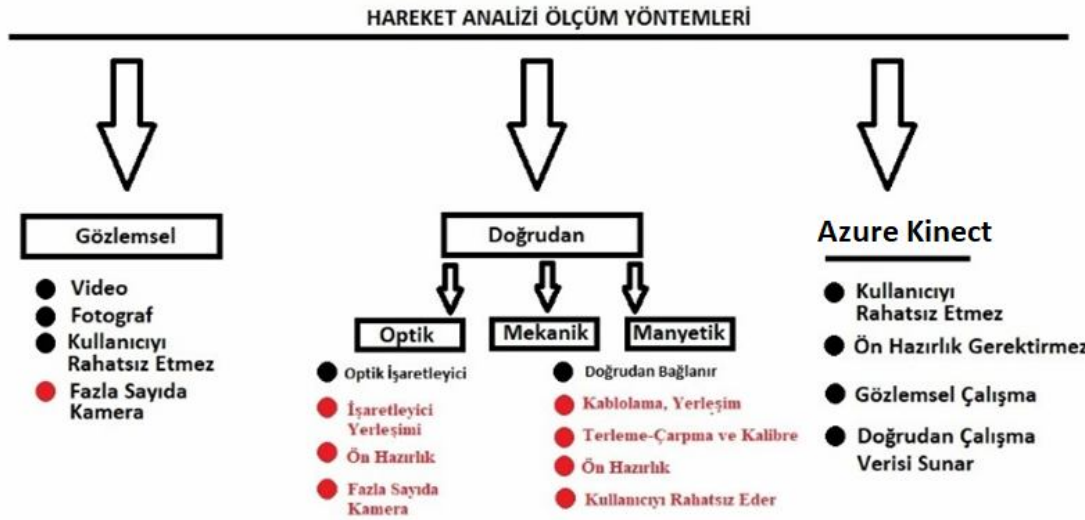 HAREKET ANALİZİ ÖLÇÜM YÖNTEMLERİ
Gözlemsel
Video
Fotograf
Kullanıcıyı
Rahatsız Etmez
Fazla Sayıda
Kamera
Doğrudan
Optik
Mekanik
Manyetik
Optik İşaretleyici
İşaretleyici
Yerleşimi
Ön Hazırlık
Fazla Sayıda
Kamera
Doğrudan Bağlanır
Kablolama, Yerleşim
Terleme-Çarpma ve Kalibre
Ön Hazırlık
Kullanıcıyı Rahatsız Eder
Azure Kinect
Kullanıcıyı
Rahatsız Etmez
Ön Hazırlık Gerektirmez
Gözlemsel Çalışma
Doğrudan Çalışma
Verisi Sunar